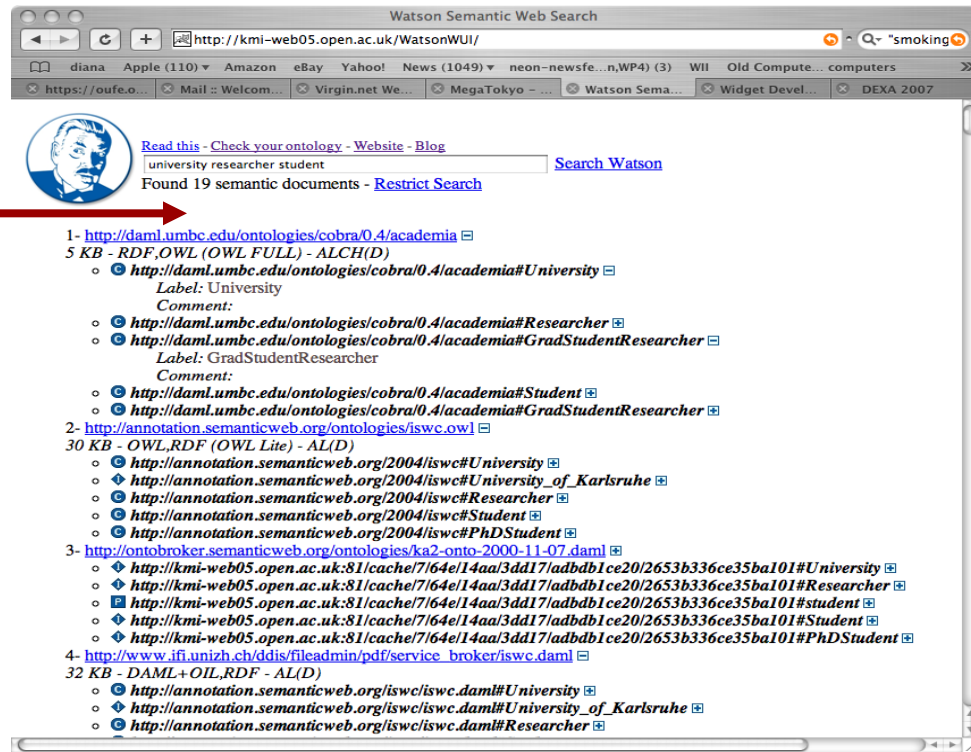 Watson Semantic Web Search
http://kmi-web05.open.ac.uk/WatsonWUI/ "smoking
diana Apple (110) Amazon eBay Yahoo! News (1049) neon-newsfe...n,WP4) (3) WII Old Compute... computers
https://oufe.o... Mail :: Welcom... Virgin.net We... MegaTokyo – ... Watson Sema... Widget Devel... DEXA 2007
Read this - Check your ontology - Website - Blog
university researcher student Search Watson
Found 19 semantic documents - Restrict Search
1- http://daml.umbc.edu/ontologies/cobra/0.4/academia
5 KB - RDF,OWL (OWL FULL) - ALCH(D)
C http://daml.umbc.edu/ontologies/cobra/0.4/academia#University
Label: University
Comment:
C http://daml.umbc.edu/ontologies/cobra/0.4/academia#Researcher
C http://daml.umbc.edu/ontologies/cobra/0.4/academia#GradStudentResearcher
Label: GradStudentResearcher
Comment:
C http://daml.umbc.edu/ontologies/cobra/0.4/academia#Student
C http://daml.umbc.edu/ontologies/cobra/0.4/academia#GradStudentResearcher
2- http://annotation.semanticweb.org/ontologies/iswc.owl
30 KB - OWL,RDF (OWL Lite) - AL(D)
C http://annotation.semanticweb.org/2004/iswc#University
I http://annotation.semanticweb.org/2004/iswc#University_of_Karlsruhe
C http://annotation.semanticweb.org/2004/iswc#Researcher
C http://annotation.semanticweb.org/2004/iswc#Student
C http://annotation.semanticweb.org/2004/iswc#PhDStudent
3- http://ontobroker.semanticweb.org/ontologies/ka2-onto-2000-11-07.daml
I http://kmi-web05.open.ac.uk:81/cache/7/64e/14aa/3dd17/adbdb1ce20/2653b336ce35ba101#University
I http://kmi-web05.open.ac.uk:81/cache/7/64e/14aa/3dd17/adbdb1ce20/2653b336ce35ba101#Researcher
P http://kmi-web05.open.ac.uk:81/cache/7/64e/14aa/3dd17/adbdb1ce20/2653b336ce35ba101#student
I http://kmi-web05.open.ac.uk:81/cache/7/64e/14aa/3dd17/adbdb1ce20/2653b336ce35ba101#Student
I http://kmi-web05.open.ac.uk:81/cache/7/64e/14aa/3dd17/adbdb1ce20/2653b336ce35ba101#PhDStudent
4- http://www.ifi.unizh.ch/ddis/fileadmin/pdf/service_broker/iswc.daml
32 KB - DAML+OIL,RDF - AL(D)
C http://annotation.semanticweb.org/iswc/iswc.daml#University
I http://annotation.semanticweb.org/iswc/iswc.daml#University_of_Karlsruhe
C http://annotation.semanticweb.org/iswc/iswc.daml#Researcher